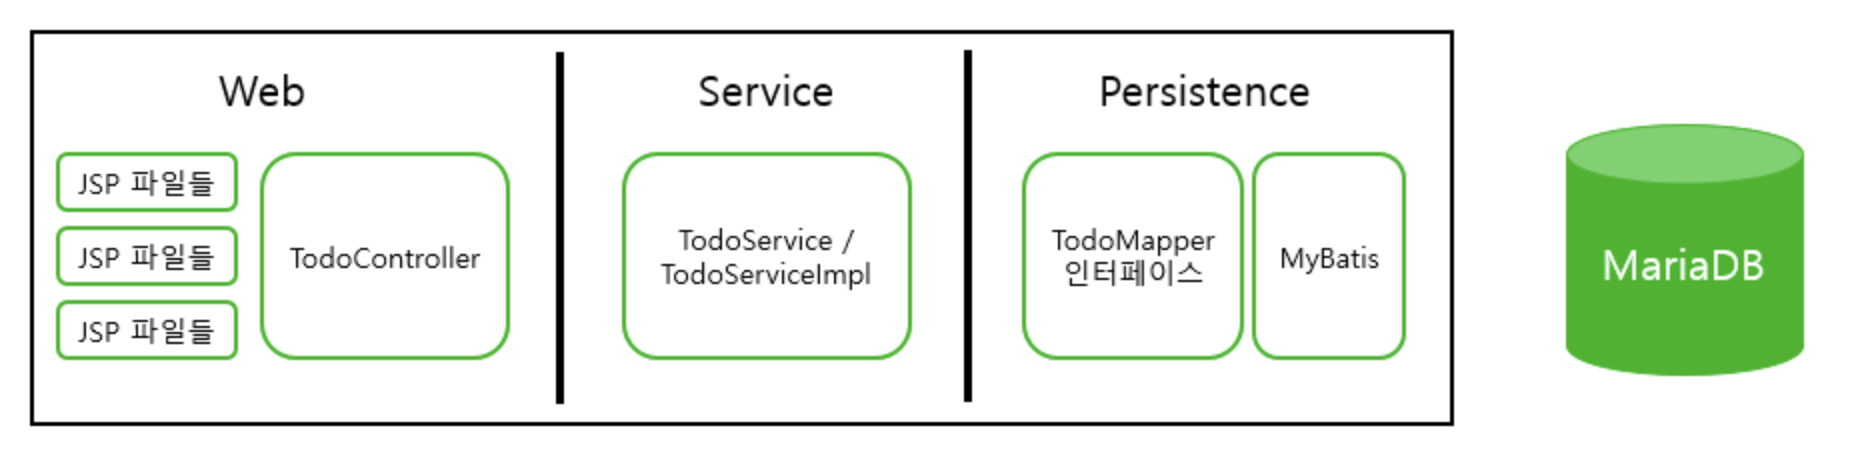 Web
JSP 파일들
JSP 파일들
JSP 파일들
TodoController
Service
TodoService /
TodoServiceImpl
Persistence
TodoMapper
인터페이스
MyBatis
MariaDB